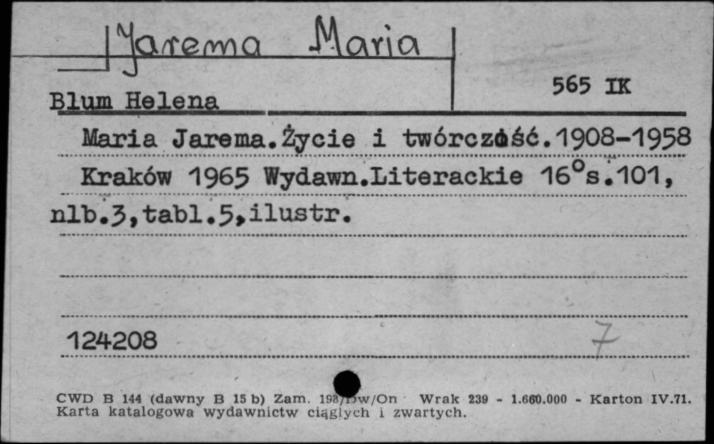 Jarema Maria
565 IK
Blum Helena
Maria Jarema.Życie i twórczość.1908-1958
Kraków 1965 Wydawn.Literackie 16°s.101,
nlb.3,tabl.5,ilustr.
124208 7
CWD B 144 (dawny B 15 b) Zam. /Dw/On Wrak 239 - 1.660.000 - Karton IV.71.
Karta katalogowa wydawnictw ciągłych i zwartych.